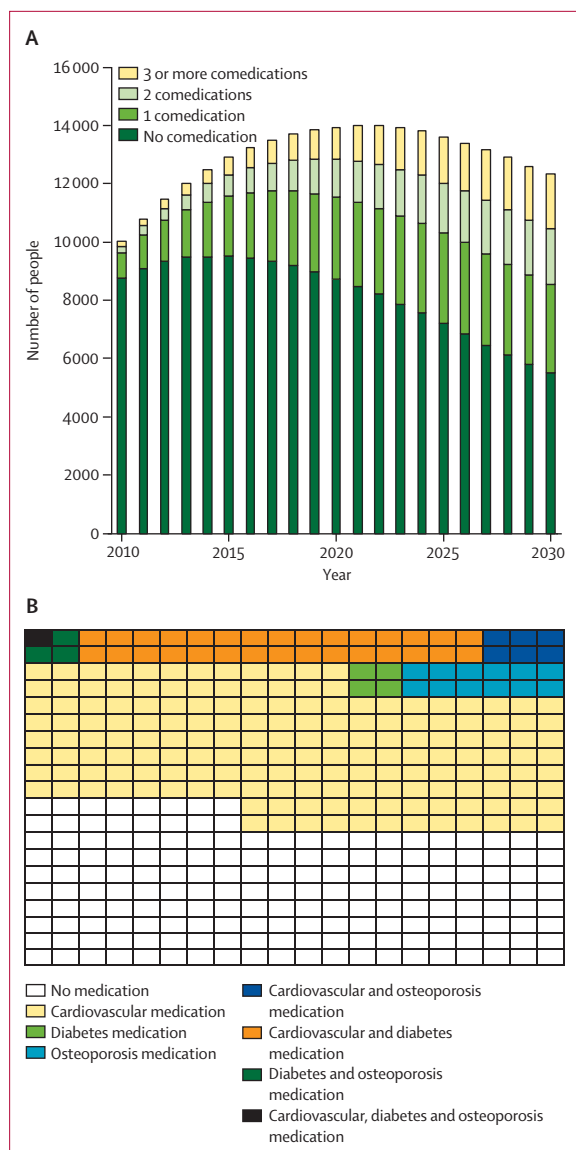 A
16 000
14 000
12 000
10 000
8000
6000
4000
2000
0
Number of people
3 or more comedications
2 comedications
1 comedication
No comedication
2010
2015
2020
2025
2030
Year
B
No medication
Cardiovascular medication
Diabetes medication
Osteoporosis medication
Cardiovascular and osteoporosis
medication
Cardiovascular and diabetes
medication
Diabetes and osteoporosis
medication
Cardiovascular, diabetes and osteoporosis
medication